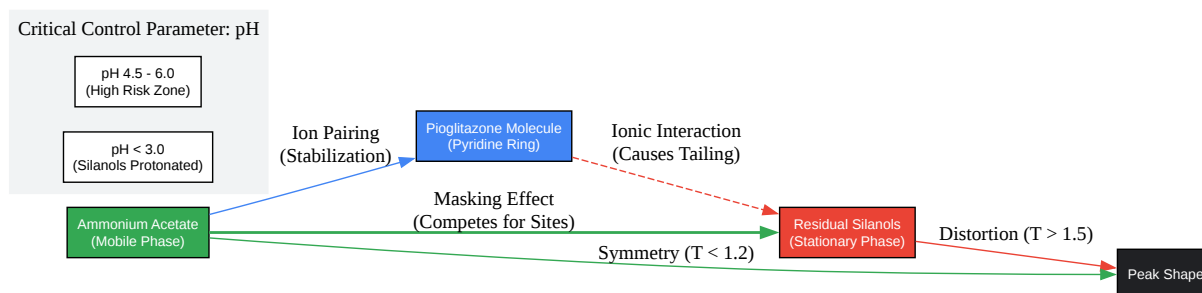 Critical Control Parameter: pH
pH 4.5 - 6.0
(High Risk Zone)
pH < 3.0
(Silanols Protonated)
Ammonium Acetate
(Mobile Phase)
Ion Pairing
(Stabilization)
Pioglitazone Molecule
(Pyridine Ring)
Ionic Interaction
(Causes Tailing)
Masking Effect
(Competes for Sites)
Symmetry (T < 1.2)
Residual Silanols
(Stationary Phase)
Distortion (T > 1.5)
Peak Shape